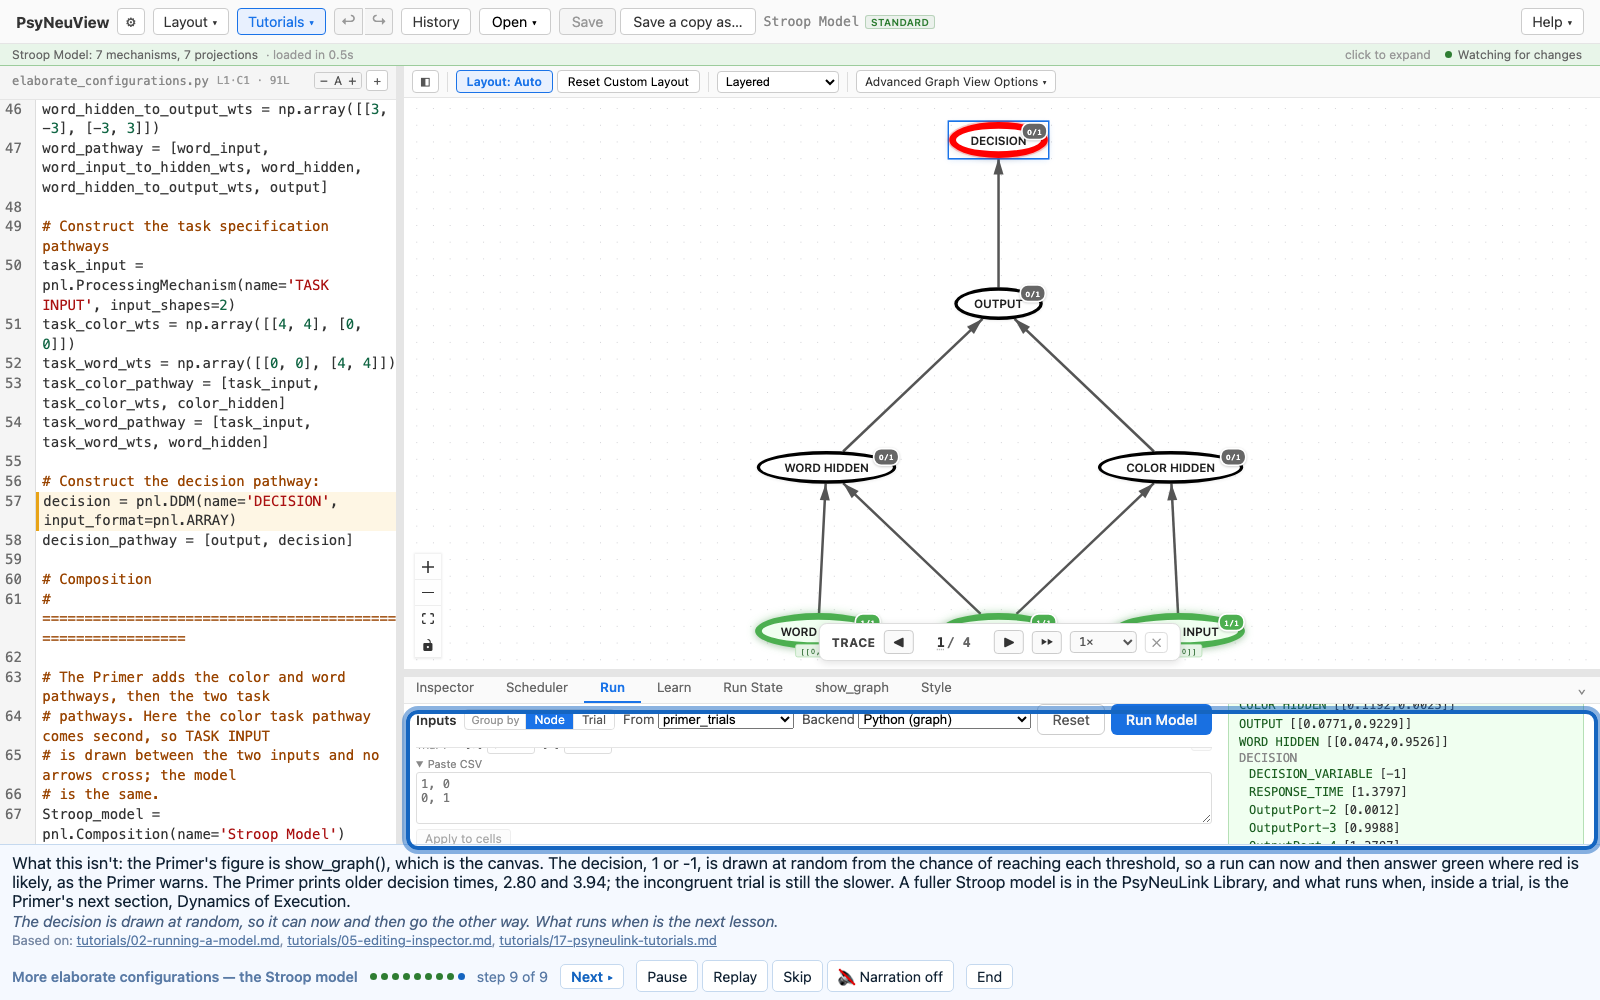 PsyNeuView ⚙ Layout ▾ Tutorials ▾ ↩ ↪ History Open ▾ Save Save a copy as... Stroop Model STANDARD Help ▾
Stroop Model: 7 mechanisms, 7 projections · loaded in 0.5s click to expand ● Watching for changes
elaborate_configurations.py L1·C1 · 91L − A + +
Layout: Auto Reset Custom Layout Layered Advanced Graph View Options ▾
46 word_hidden_to_output_wts = np.array([[3,
-3], [-3, 3]])
47 word_pathway = [word_input,
word_input_to_hidden_wts, word_hidden,
word_hidden_to_output_wts, output]
48
49 # Construct the task specification
pathways
50 task_input =
pnl.ProcessingMechanism(name='TASK
INPUT', input_shapes=2)
51 task_color_wts = np.array([[4, 4], [0,
0]])
52 task_word_wts = np.array([[0, 0], [4, 4]])
53 task_color_pathway = [task_input,
task_color_wts, color_hidden]
54 task_word_pathway = [task_input,
task_word_wts, word_hidden]
55
56 # Construct the decision pathway:
57 decision = pnl.DDM(name='DECISION',
input_format=pnl.ARRAY)
58 decision_pathway = [output, decision]
59
60 # Composition
61 #
==========================================
=================
62
63 # The Primer adds the color and word
pathways, then the two task
64 # pathways. Here the color task pathway
comes second, so TASK INPUT
65 # is drawn between the two inputs and no
arrows cross; the model
66 # is the same.
67 Stroop_model =
pnl.Composition(name='Stroop Model')
DECISION 0/1
OUTPUT 0/1
WORD HIDDEN 0/1
COLOR HIDDEN 0/1
WORD 1/1
1/1
INPUT 1/1
[[0,
0]]
TRACE ◀ 1 / 4 ▶ ▶▶ 1× ×
Inspector Scheduler Run Learn Run State show_graph Style
Inputs Group by Node Trial From primer_trials Backend Python (graph) Reset Run Model
▾ Paste CSV
1, 0
0, 1
Apply to cells
COLOR HIDDEN [[0.1192,0.0025]]
OUTPUT [[0.0771,0.9229]]
WORD HIDDEN [[0.0474,0.9526]]
DECISION
DECISION_VARIABLE [-1]
RESPONSE_TIME [1.3797]
OutputPort-2 [0.0012]
OutputPort-3 [0.9988]
OutputPort-4 [1.3797]
What this isn't: the Primer's figure is show_graph(), which is the canvas. The decision, 1 or -1, is drawn at random from the chance of reaching each threshold, so a run can now and then answer green where red is
likely, as the Primer warns. The Primer prints older decision times, 2.80 and 3.94; the incongruent trial is still the slower. A fuller Stroop model is in the PsyNeuLink Library, and what runs when, inside a trial, is the
Primer's next section, Dynamics of Execution.
The decision is drawn at random, so it can now and then go the other way. What runs when is the next lesson.
Based on: tutorials/02-running-a-model.md, tutorials/05-editing-inspector.md, tutorials/17-psyneulink-tutorials.md
More elaborate configurations — the Stroop model step 9 of 9 Next ▸ Pause Replay Skip Narration off End